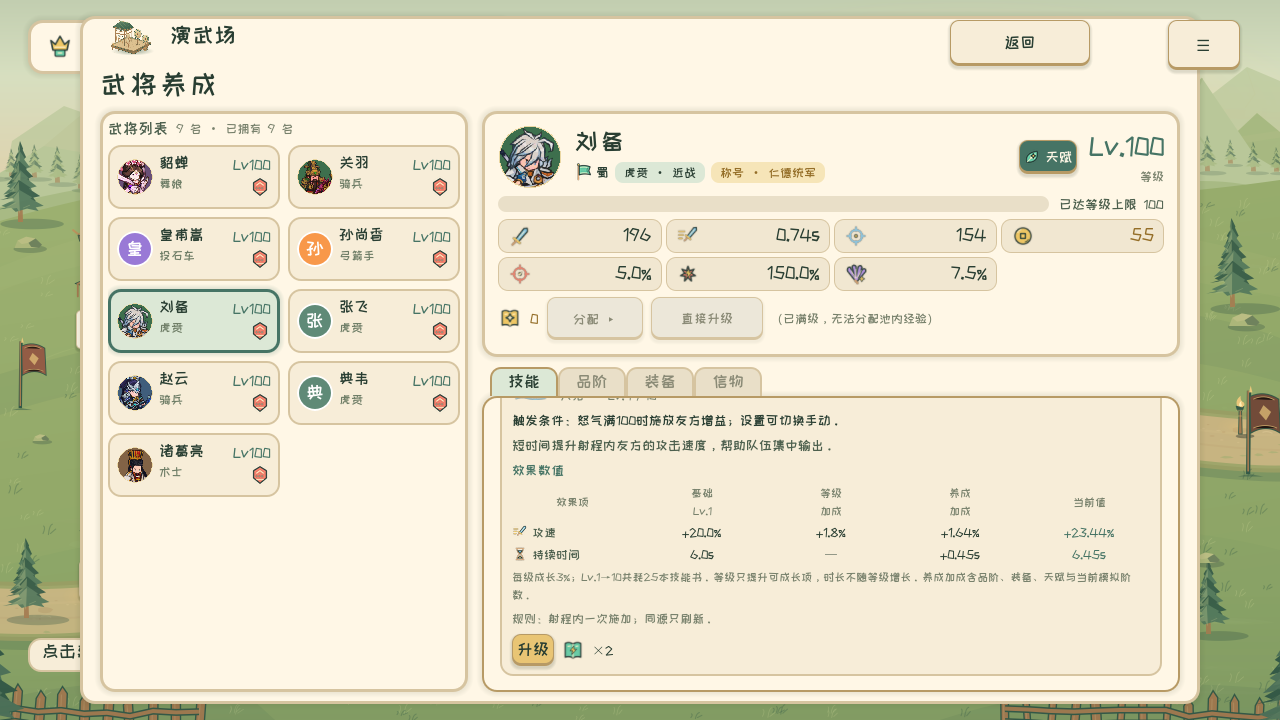 演武场
返回
☰
武将养成
武将列表 9 名 · 已拥有 9 名
貂蝉 Lv100
舞娘
关羽 Lv100
骑兵
皇
皇甫嵩 Lv100
投石车
孙
孙尚香 Lv100
弓箭手
刘备 Lv100
虎贲
张
张飞 Lv100
虎贲
赵云 Lv100
骑兵
典
典韦 Lv100
虎贲
诸葛亮 Lv100
术士
点击
刘备
蜀 虎贲 · 近战 称号 · 仁德统军
天赋
Lv.100
等级
已达等级上限 100
196 0.74s 154 55
5.0% 150.0% 7.5%
0 分配 ▸ 直接升级 (已满级，无法分配池内经验)
技能 品阶 装备 信物
触发条件：怒气满100时施放友方增益；设置可切换手动。
短时间提升射程内友方的攻击速度，帮助队伍集中输出。
效果数值
效果项 基础 Lv.1 等级 加成 养成 加成 当前值
攻速 +20.0% +1.8% +1.64% +23.44%
持续时间 6.0s — +0.45s 6.45s
每级成长3%；Lv.1→10共耗25本技能书。等级只提升可成长项，时长不随等级增长。养成加成含品阶、装备、天赋与当前模拟阶
数。
规则：射程内一次施加；同源只刷新。
升级 ×2